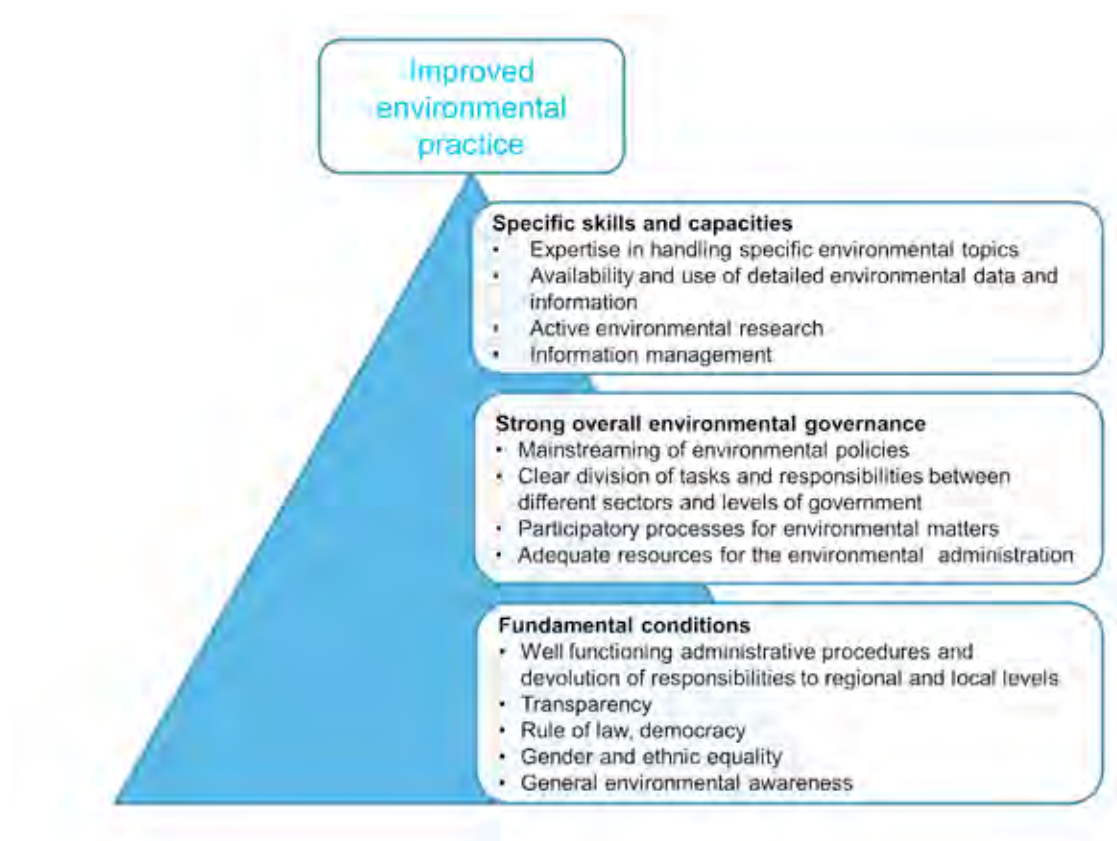 Improved
environmental
practice
Specific skills and capacities
• Expertise in handling specific environmental topics
• Availability and use of detailed environmental data and
information
• Active environmental research
• Information management
Strong overall environmental governance
• Mainstreaming of environmental policies
• Clear division of tasks and responsibilities between
different sectors and levels of government
• Participatory processes for environmental matters
• Adequate resources for the environmental administration
Fundamental conditions
• Well functioning administrative procedures and
devolution of responsibilities to regional and local levels
• Transparency
• Rule of law, democracy
• Gender and ethnic equality
• General environmental awareness